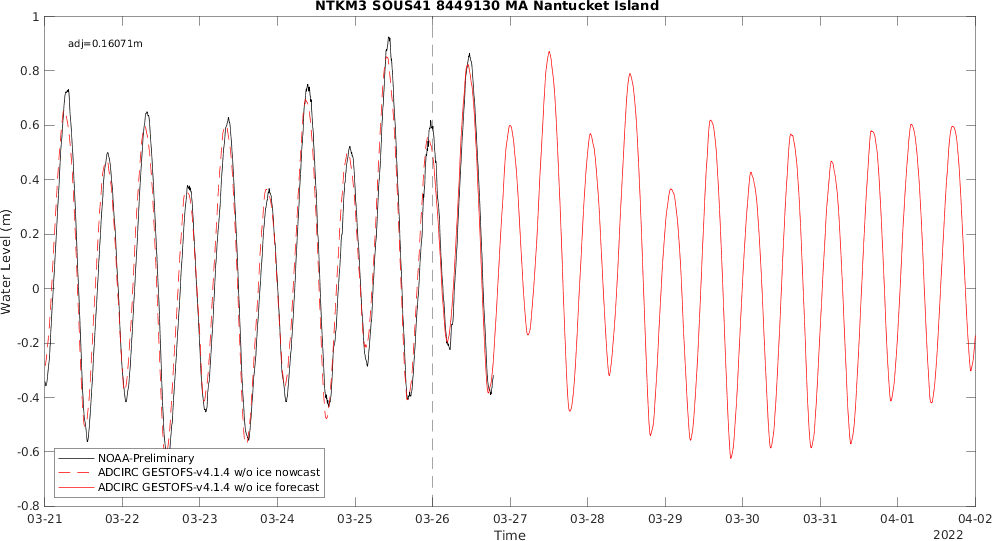 NTKM3 SOUS41 8449130 MA Nantucket Island
adj=0.16071m
1
0.8
0.6
0.4
0.2
0
-0.2
-0.4
-0.6
-0.8
Water Level (m)
NOAA-Preliminary
ADCIRC GESTOFS-v4.1.4 w/o ice nowcast
ADCIRC GESTOFS-v4.1.4 w/o ice forecast
03-21 03-22 03-23 03-24 03-25 03-26 03-27 03-28 03-29 03-30 03-31 04-01 04-02
Time
2022